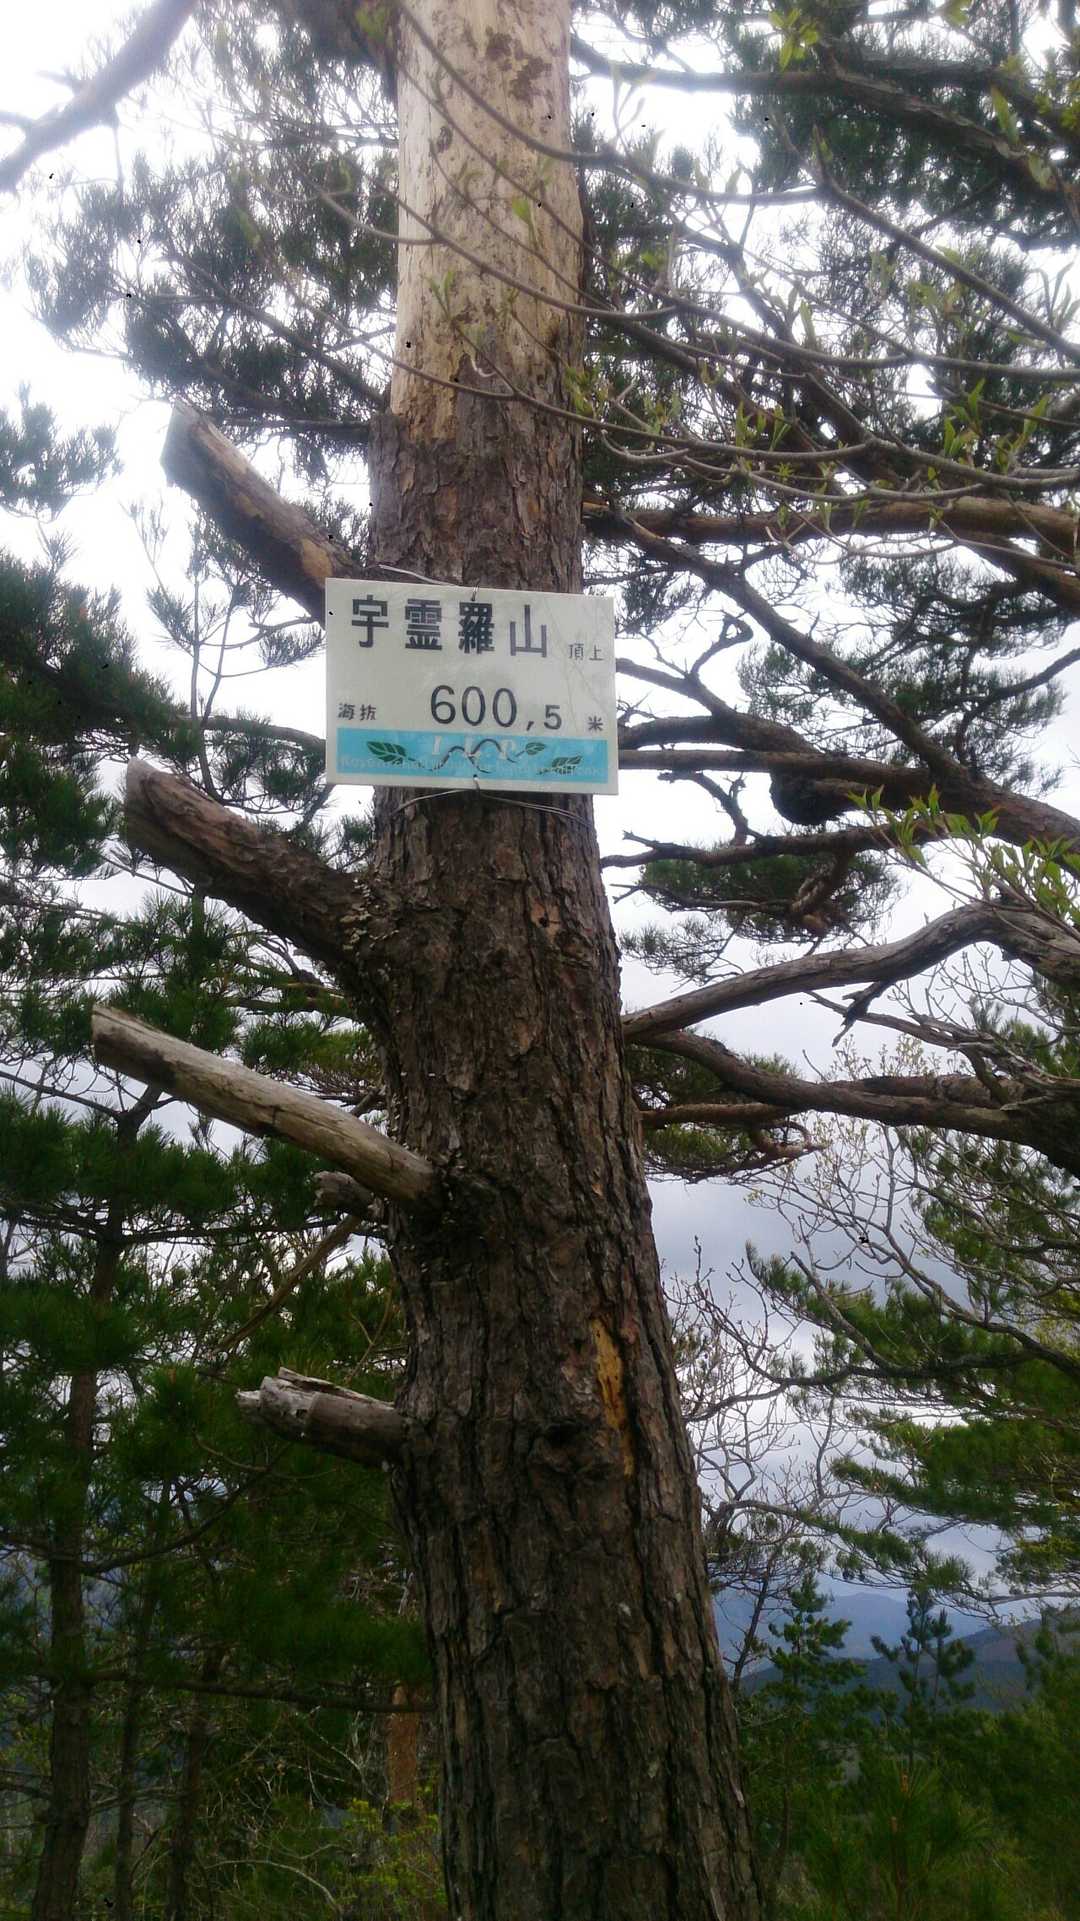 宇霊羅山 頂上
海抜 600,5 米